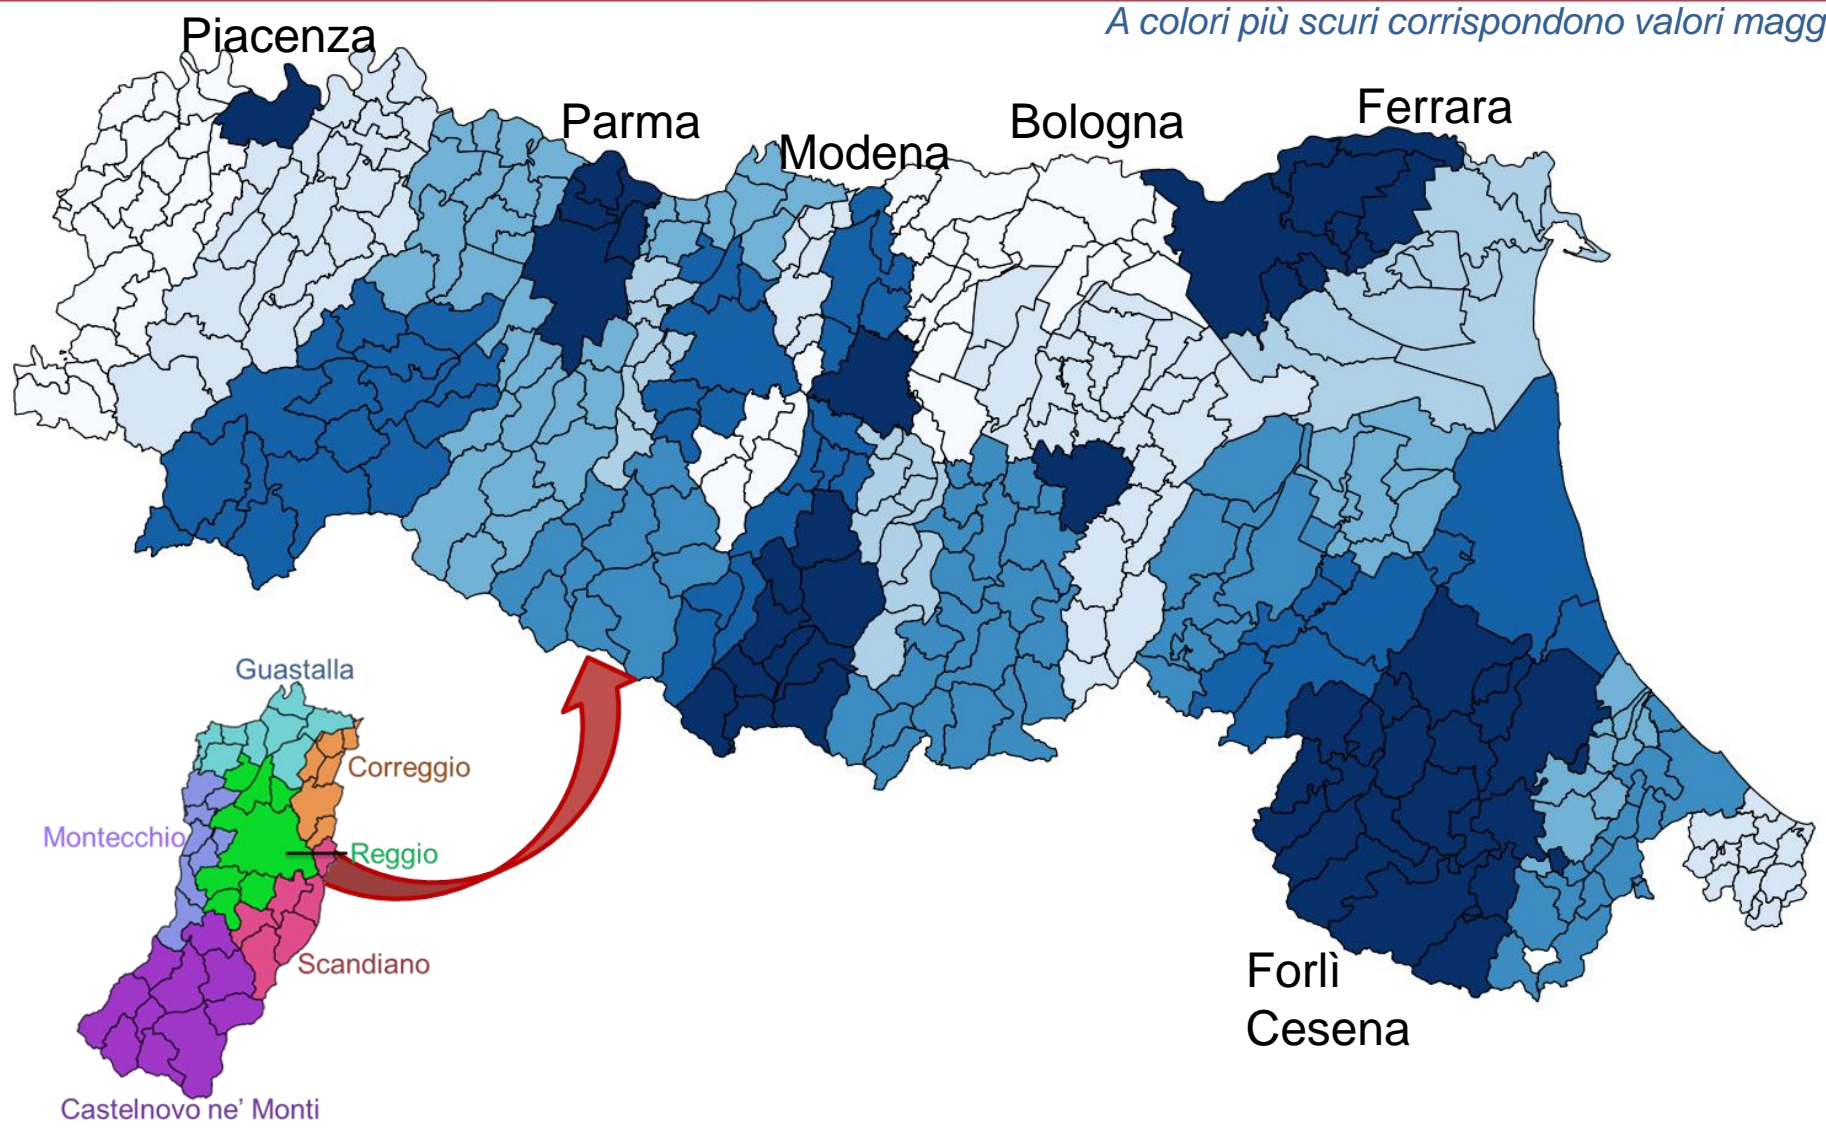 A colori più scuri corrispondono valori magg
Piacenza
Parma
Modena
Bologna
Ferrara
Guastalla
Correggio
Montecchio
Reggio
Scandiano
Castelnovo ne’ Monti
Forlì
Cesena